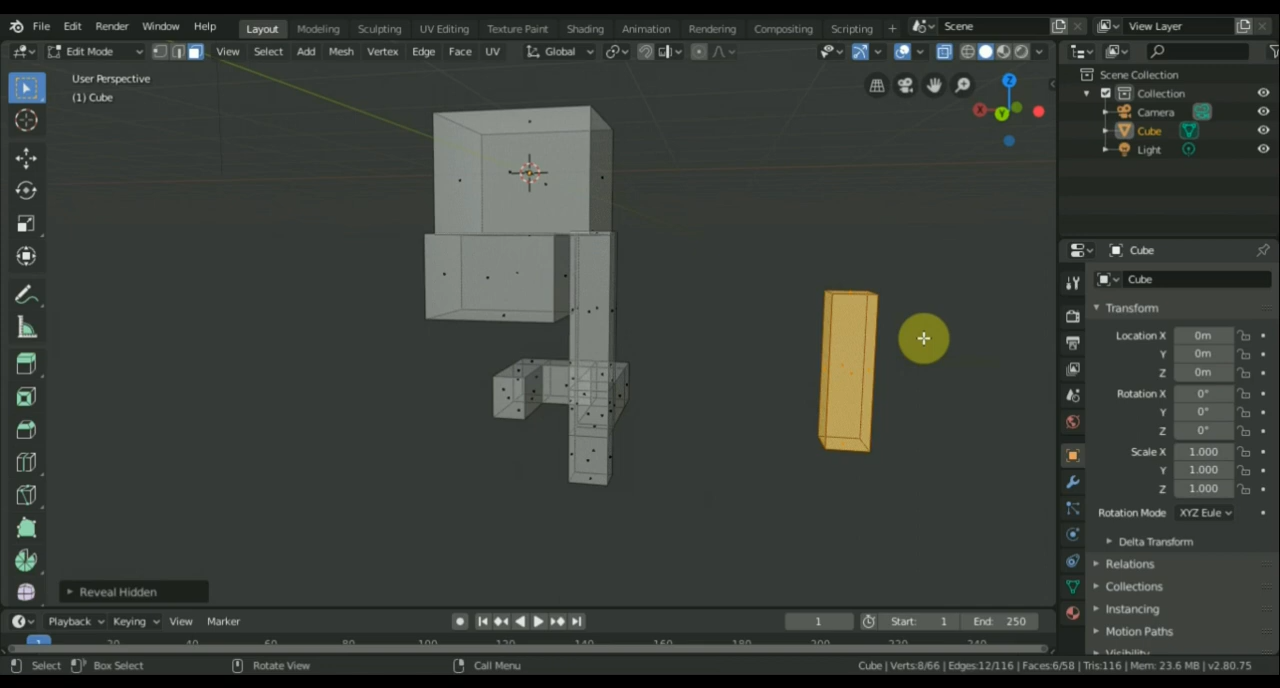 File Edit Render Window Help Layout Modeling Sculpting UV Editing Texture Paint Shading Animation Rendering Compositing Scripting + Scene View Layer
Edit Mode View Select Add Mesh Vertex Edge Face UV Global
User Perspective
(1) Cube
Z
X
Y
Scene Collection
Collection
Camera
Cube
Light
Cube
Cube
Transform
Location X 0m
Y 0m
Z 0m
Rotation X 0°
Y 0°
Z 0°
Scale X 1.000
Y 1.000
Z 1.000
Rotation Mode XYZ Eule
Delta Transform
Relations
Collections
Instancing
Motion Paths
Reveal Hidden
Playback Keying View Marker 1 Start: 1 End: 250
1
Select Box Select Rotate View Call Menu Cube | Verts:8/66 | Edges:12/116 | Faces:6/58 | Tris:116 | Mem: 23.6 MB | v2.80.75